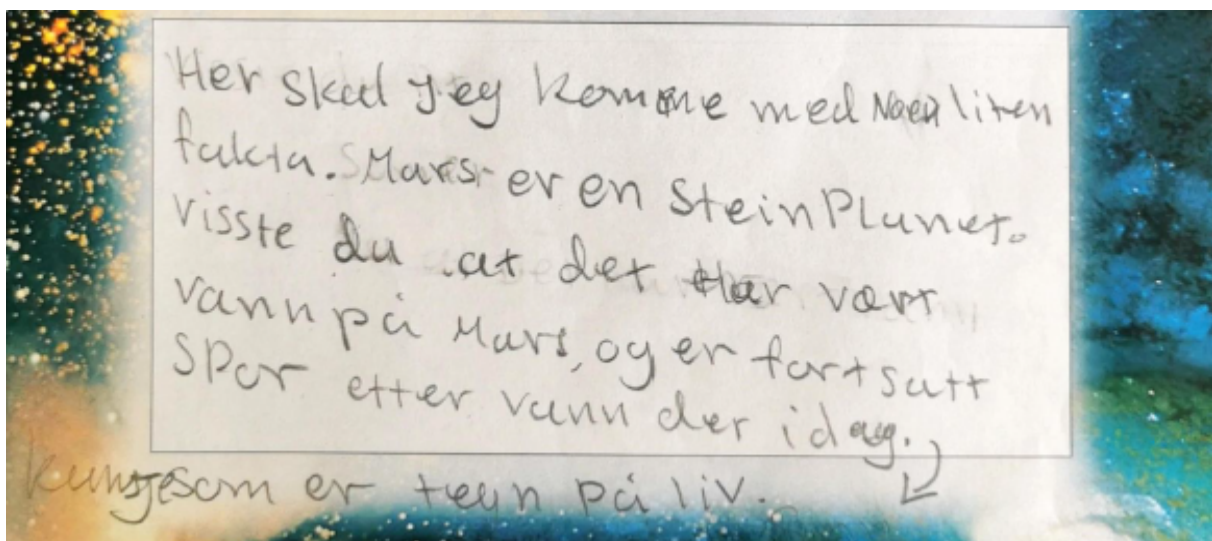 Her skal jeg komme med Noen liten
fakta. Mars er en SteinPlanet.
visste du at det Har vært
vann på Mars, og er fortsatt
SPor etter vann der idag.
kunsjesom er tegn på liv.